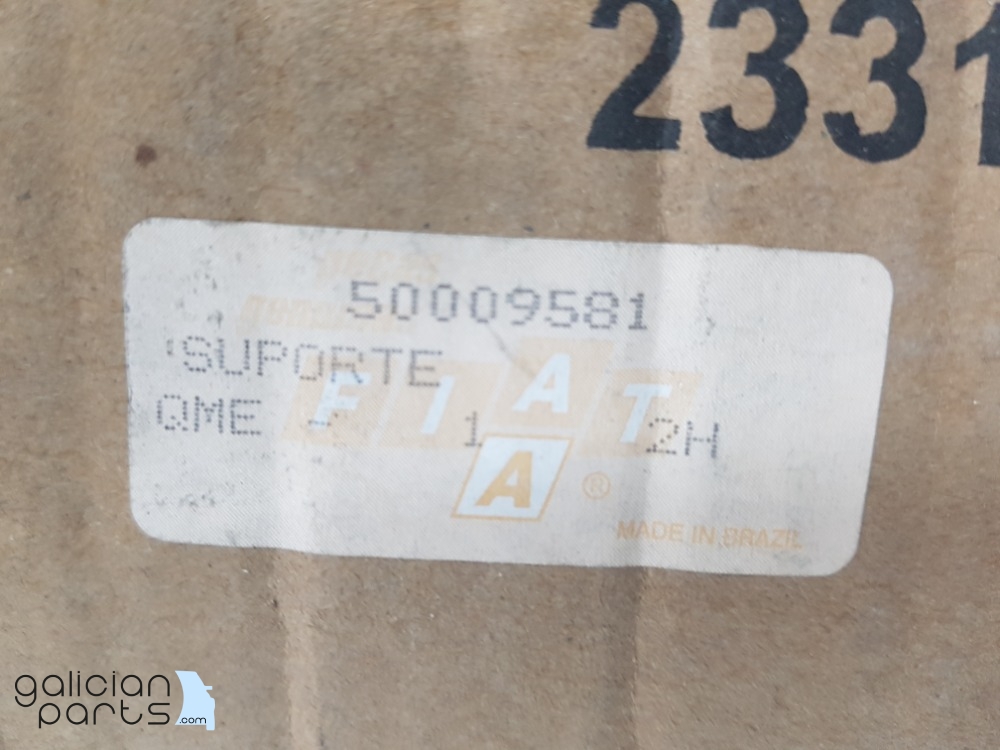 2331
50009581
SUPORTE
QME 1 2H
FIAT
A ®
MADE IN BRAZIL
galician
parts.com